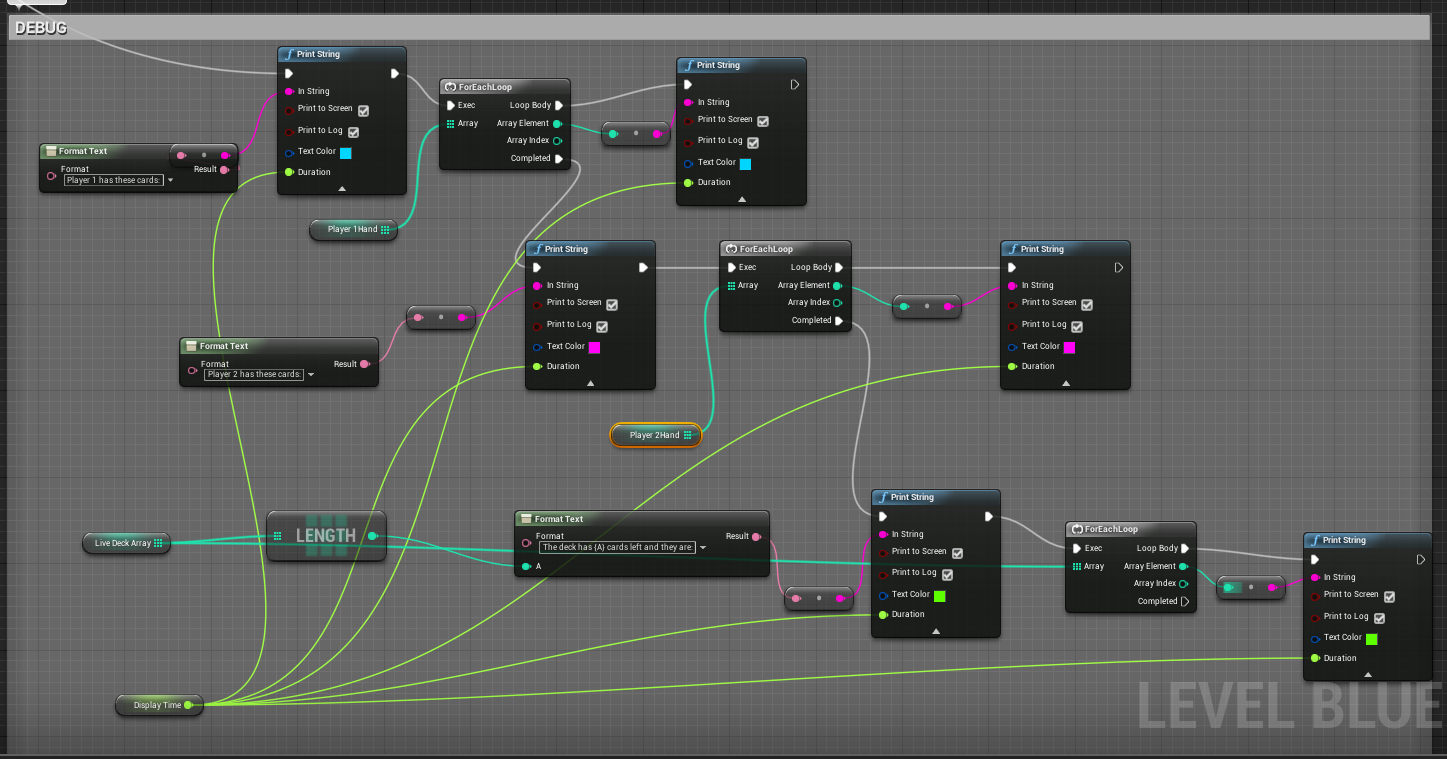 DEBUG
Print String
In String
Print to Screen
Print to Log
Text Color
Duration
Format Text
Format
Player 1 has these cards:
Result
ForEachLoop
Exec
Loop Body
Array
Array Element
Array Index
Completed
Player 1Hand
Print String
In String
Print to Screen
Print to Log
Text Color
Duration
Print String
In String
Print to Screen
Print to Log
Text Color
Duration
Format Text
Format
Result
Player 2 has these cards:
ForEachLoop
Exec
Loop Body
Array
Array Element
Array Index
Completed
Player 2Hand
Print String
In String
Print to Screen
Print to Log
Text Color
Duration
Live Deck Array
LENGTH
Format Text
Format
Result
The deck has {A} cards left and they are
A
Print String
In String
Print to Screen
Print to Log
Text Color
Duration
ForEachLoop
Exec
Loop Body
Array
Array Element
Array Index
Completed
Print String
In String
Print to Screen
Print to Log
Text Color
Duration
Display Time
LEVEL BLUE